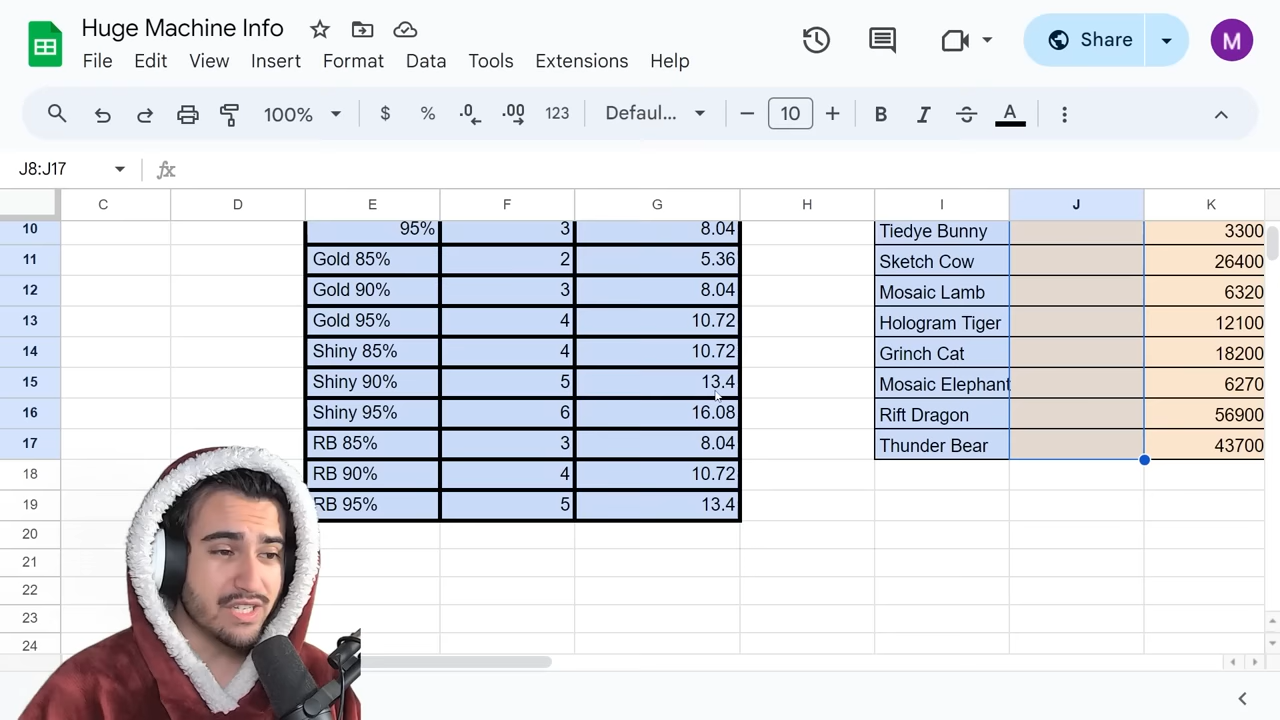 Huge Machine Info
File Edit View Insert Format Data Tools Extensions Help
Share
M
100% $ % .0 .00 123 Defaul... 10 B I S A
J8:J17 fx
C D E F G H I J K
10 95% 3 8.04 Tiedye Bunny 3300
11 Gold 85% 2 5.36 Sketch Cow 26400
12 Gold 90% 3 8.04 Mosaic Lamb 6320
13 Gold 95% 4 10.72 Hologram Tiger 12100
14 Shiny 85% 4 10.72 Grinch Cat 18200
15 Shiny 90% 5 13.4 Mosaic Elephant 6270
16 Shiny 95% 6 16.08 Rift Dragon 56900
17 RB 85% 3 8.04 Thunder Bear 43700
18 RB 90% 4 10.72
19 RB 95% 5 13.4
20
21
22
23
24